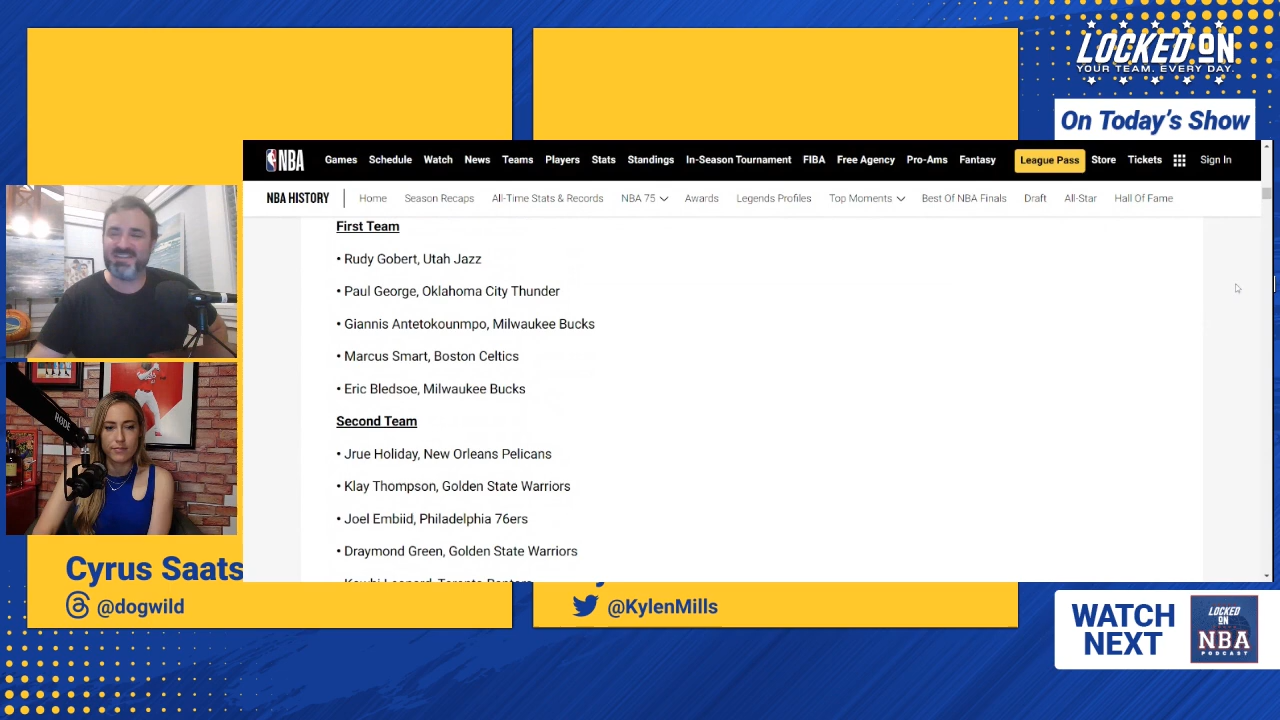 LOCKED ON
YOUR TEAM. EVERY DAY.
On Today's Show
NBA
Games Schedule Watch News Teams Players Stats Standings In-Season Tournament FIBA Free Agency Pro-Ams Fantasy League Pass Store Tickets Sign In
NBA HISTORY Home Season Recaps All-Time Stats & Records NBA 75 Awards Legends Profiles Top Moments Best Of NBA Finals Draft All-Star Hall Of Fame
First Team
• Rudy Gobert, Utah Jazz
• Paul George, Oklahoma City Thunder
• Giannis Antetokounmpo, Milwaukee Bucks
• Marcus Smart, Boston Celtics
• Eric Bledsoe, Milwaukee Bucks
Second Team
• Jrue Holiday, New Orleans Pelicans
• Klay Thompson, Golden State Warriors
• Joel Embiid, Philadelphia 76ers
• Draymond Green, Golden State Warriors
RODE
Cyrus Saats
@dogwild
@KylenMills
WATCH
NEXT
LOCKED
ON
NBA
PODCAST